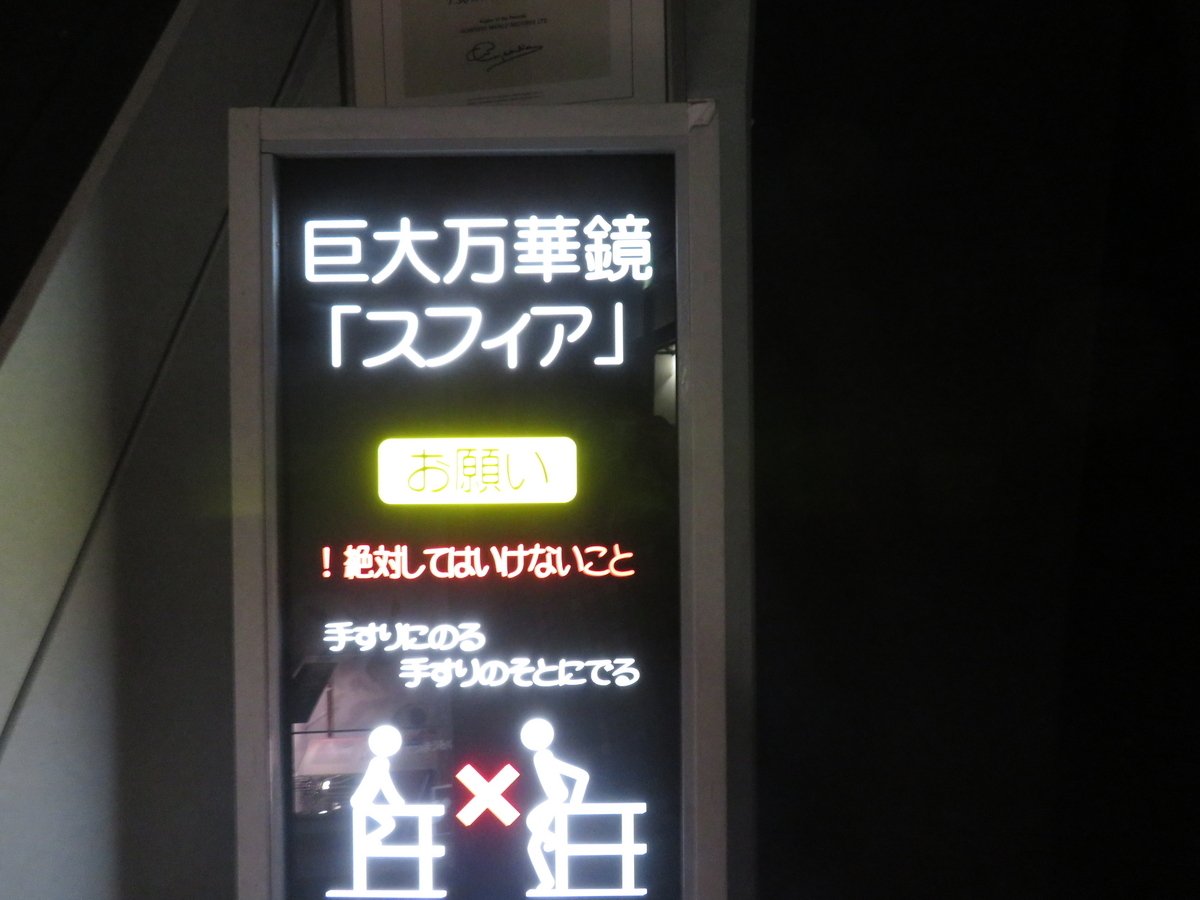 巨大万華鏡
「スフィア」
お願い
！絶対してはいけないこと
手すりにのる
手すりのそとにでる